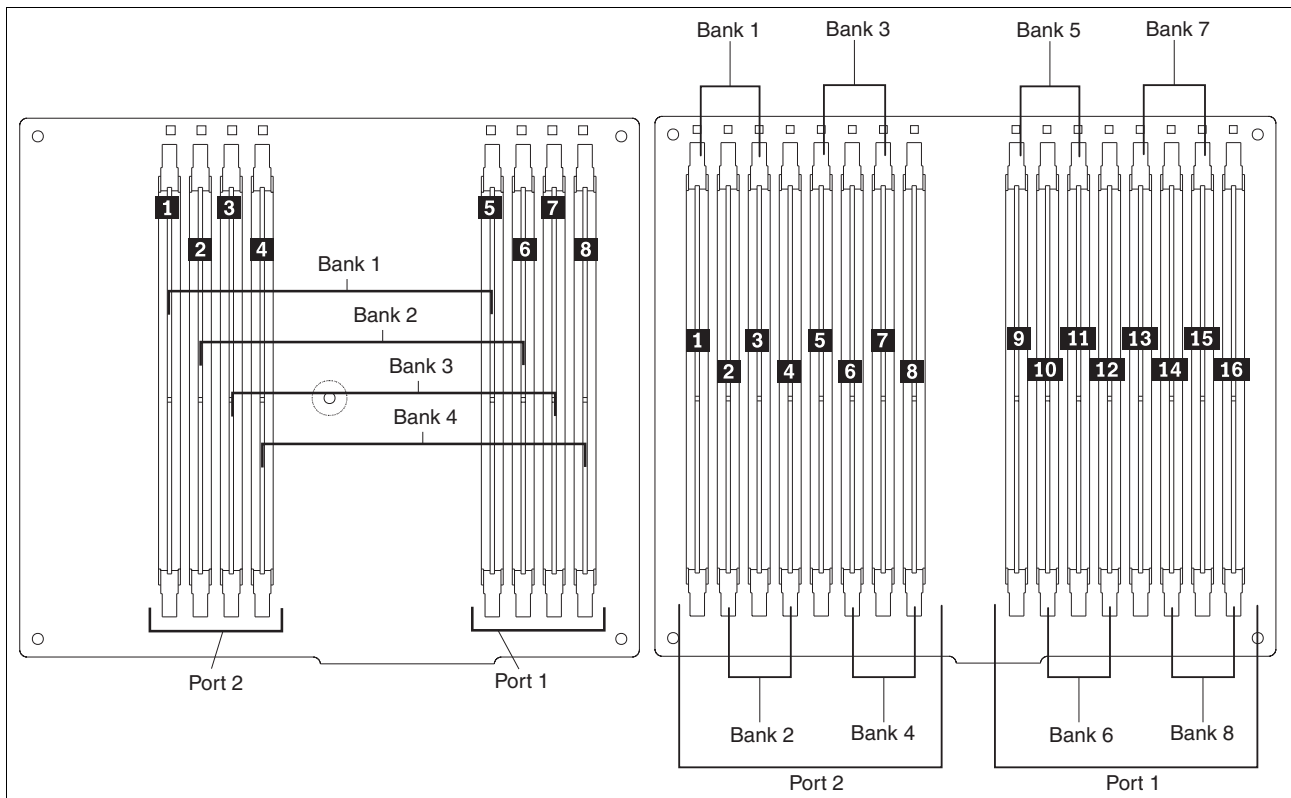 Bank 1 Bank 3 Bank 5 Bank 7
1 3 5 7
2 4 6 8
Bank 1
Bank 2
Bank 3
Bank 4
Port 2 Port 1
1 3 5 7 9 11 13 15
2 4 6 8 10 12 14 16
Bank 2 Bank 4 Bank 6 Bank 8
Port 2 Port 1